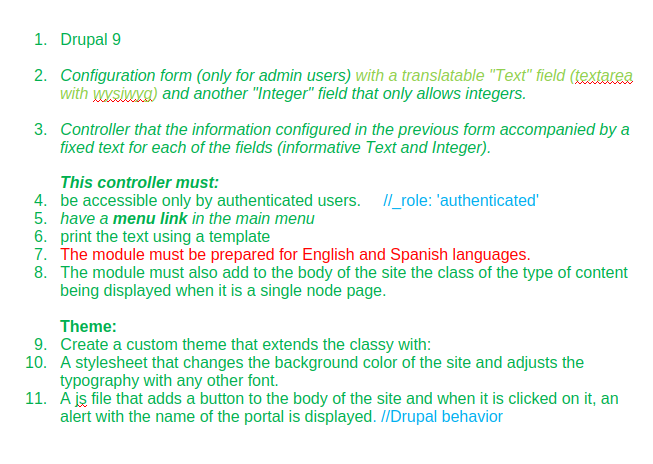 1. Drupal 9
2. Configuration form (only for admin users) with a translatable "Text" field (textarea
with wysiwyg) and another "Integer" field that only allows integers.
3. Controller that the information configured in the previous form accompanied by a
fixed text for each of the fields (informative Text and Integer).
This controller must:
4. be accessible only by authenticated users. //_role: 'authenticated'
5. have a menu link in the main menu
6. print the text using a template
7. The module must be prepared for English and Spanish languages.
8. The module must also add to the body of the site the class of the type of content
being displayed when it is a single node page.
Theme:
9. Create a custom theme that extends the classy with:
10. A stylesheet that changes the background color of the site and adjusts the
typography with any other font.
11. A js file that adds a button to the body of the site and when it is clicked on it, an
alert with the name of the portal is displayed. //Drupal behavior